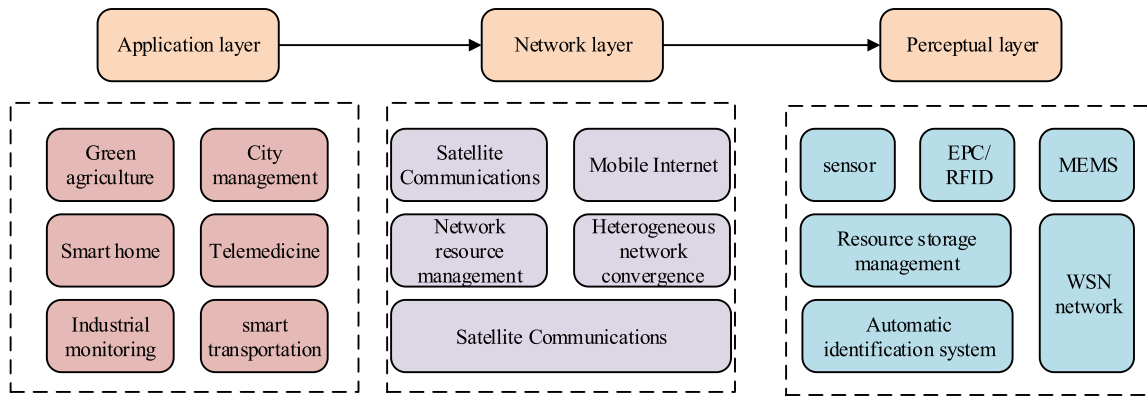 Application layer
Network layer
Perceptual layer
Green
agriculture
City
management
Smart home
Telemedicine
Industrial
monitoring
smart
transportation
Satellite
Communications
Mobile Internet
Network
resource
management
Heterogeneous
network
convergence
Satellite Communications
sensor
EPC/
RFID
MEMS
Resource storage
management
WSN
network
Automatic
identification system